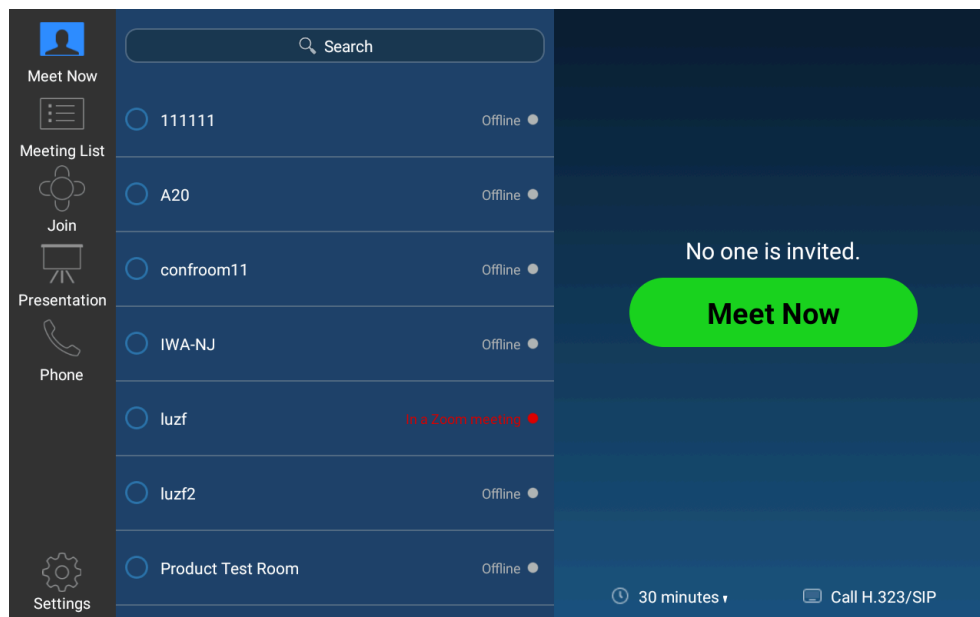 Meet Now
Meeting List
Join
Presentation
Phone
Settings
Search
111111 Offline
A20 Offline
confroom11 Offline
IWA-NJ Offline
luzf In a Zoom meeting
luzf2 Offline
Product Test Room Offline
No one is invited.
Meet Now
30 minutes
Call H.323/SIP